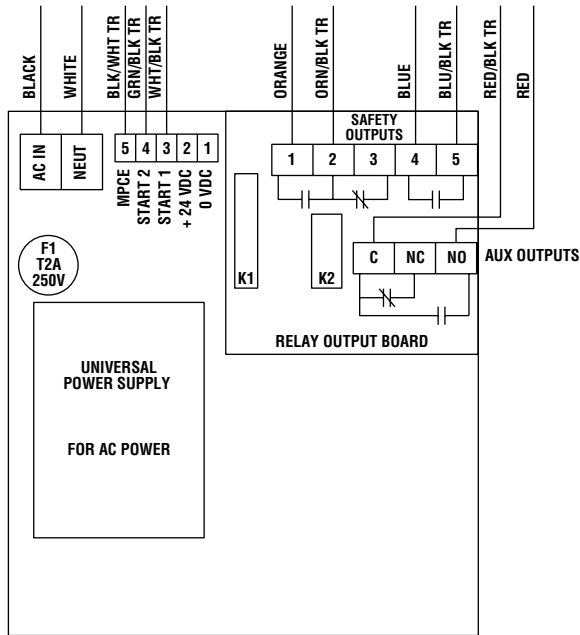 BLACK
WHITE
BLK/WHT TR
GRN/BLK TR
WHT/BLK TR
ORANGE
ORN/BLK TR
BLUE
BLU/BLK TR
RED/BLK TR
RED
AC IN
NEUT
5
4
3
2
1
MPCE
START 2
START 1
+ 24 VDC
0 VDC
SAFETY
OUTPUTS
1
2
3
4
5
F1
T2A
250V
K1
K2
C
NC
NO
AUX OUTPUTS
RELAY OUTPUT BOARD
UNIVERSAL
POWER SUPPLY
FOR AC POWER